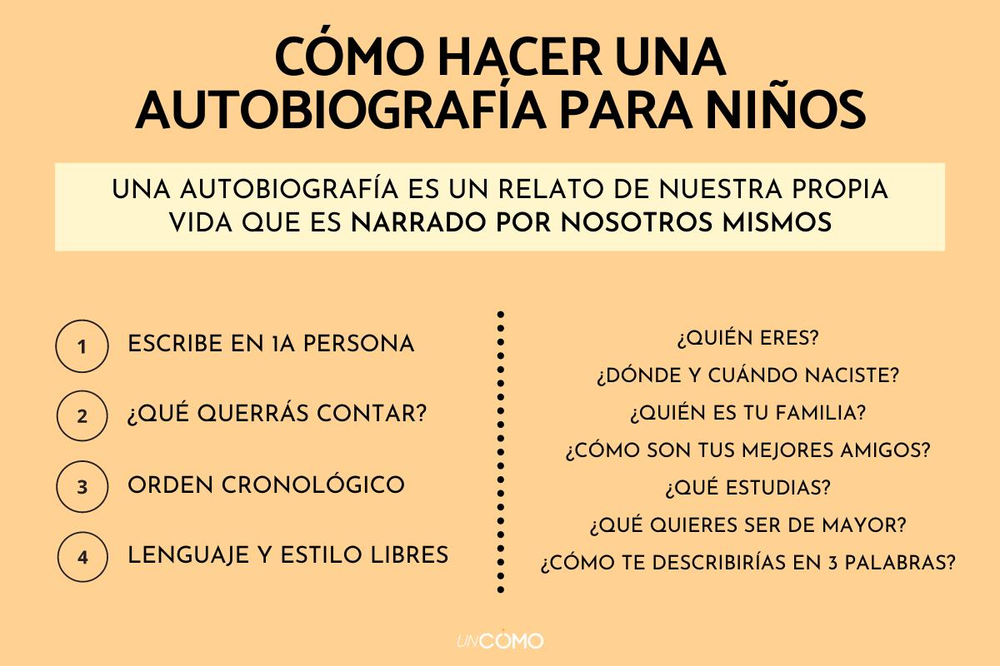 CÓMO HACER UNA
AUTOBIOGRAFÍA PARA NIÑOS
UNA AUTOBIOGRAFÍA ES UN RELATO DE NUESTRA PROPIA
VIDA QUE ES NARRADO POR NOSOTROS MISMOS
1 ESCRIBE EN 1A PERSONA
2 ¿QUÉ QUERRÁS CONTAR?
3 ORDEN CRONOLÓGICO
4 LENGUAJE Y ESTILO LIBRES
¿QUIÉN ERES?
¿DÓNDE Y CUÁNDO NACISTE?
¿QUIÉN ES TU FAMILIA?
¿CÓMO SON TUS MEJORES AMIGOS?
¿QUÉ ESTUDIAS?
¿QUÉ QUIERES SER DE MAYOR?
¿CÓMO TE DESCRIBIRÍAS EN 3 PALABRAS?
UNCOMO